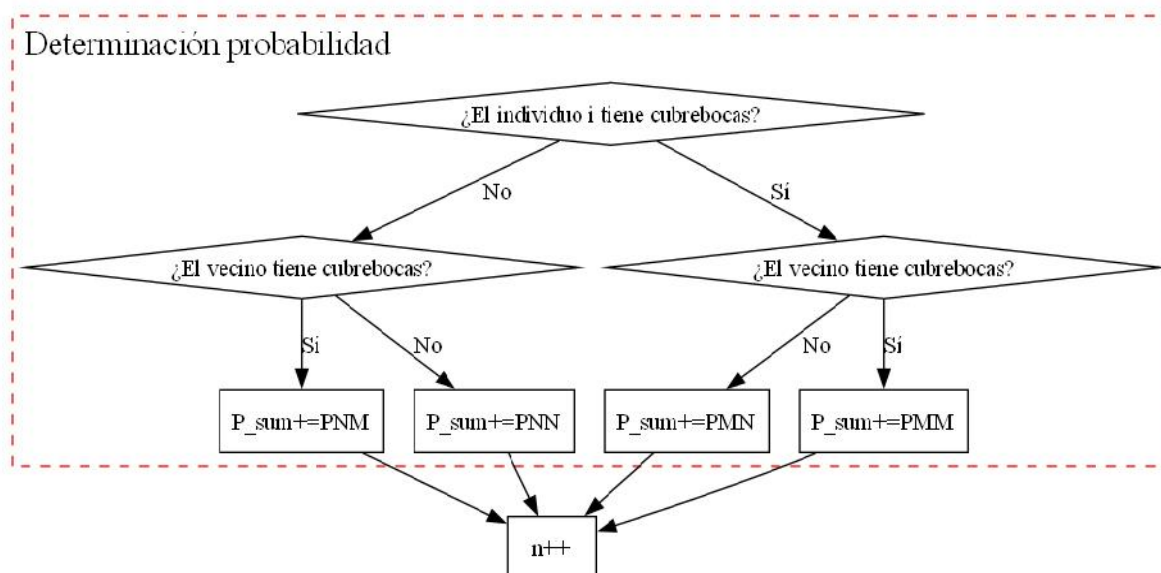 Determinación probabilidad
¿El individuo i tiene cubrebocas?
No
Sí
¿El vecino tiene cubrebocas?
¿El vecino tiene cubrebocas?
Sí
No
No
Sí
P_sum+=PNM
P_sum+=PNN
P_sum+=PMN
P_sum+=PMM
n++